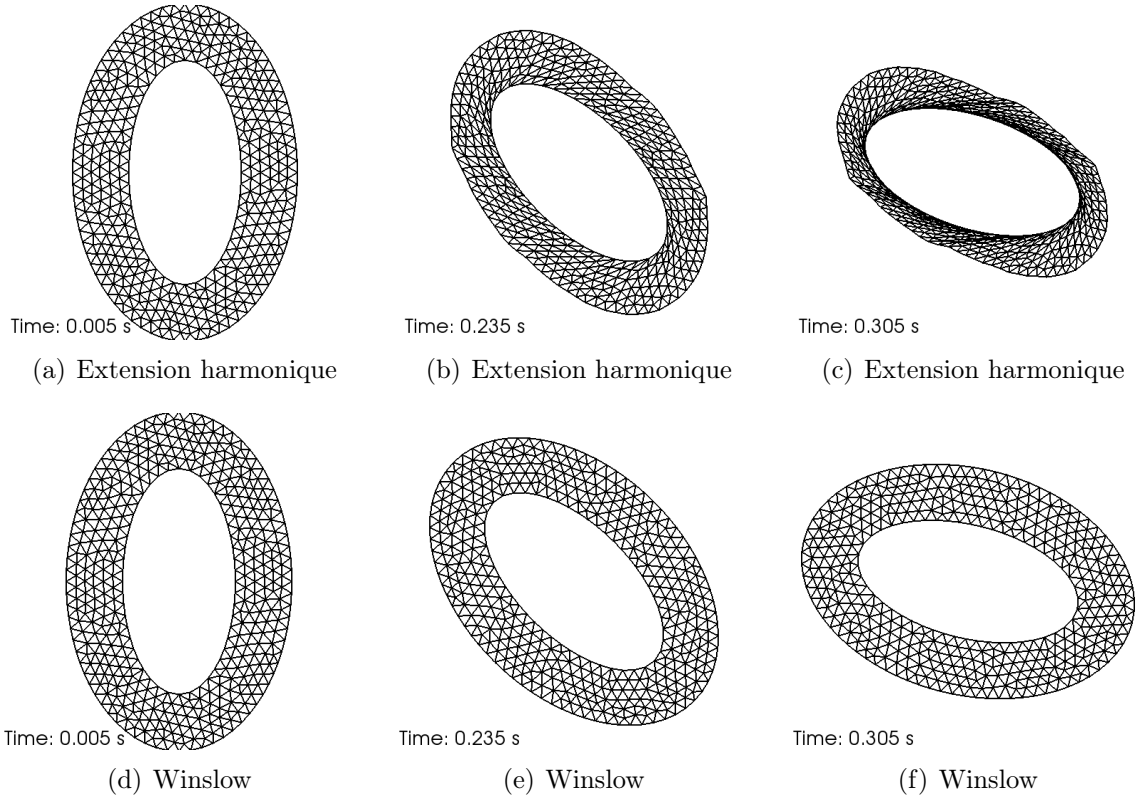 Time: 0.005 s
Time: 0.235 s
Time: 0.305 s
(a) Extension harmonique
(b) Extension harmonique
(c) Extension harmonique
Time: 0.005 s
Time: 0.235 s
Time: 0.305 s
(d) Winslow
(e) Winslow
(f) Winslow